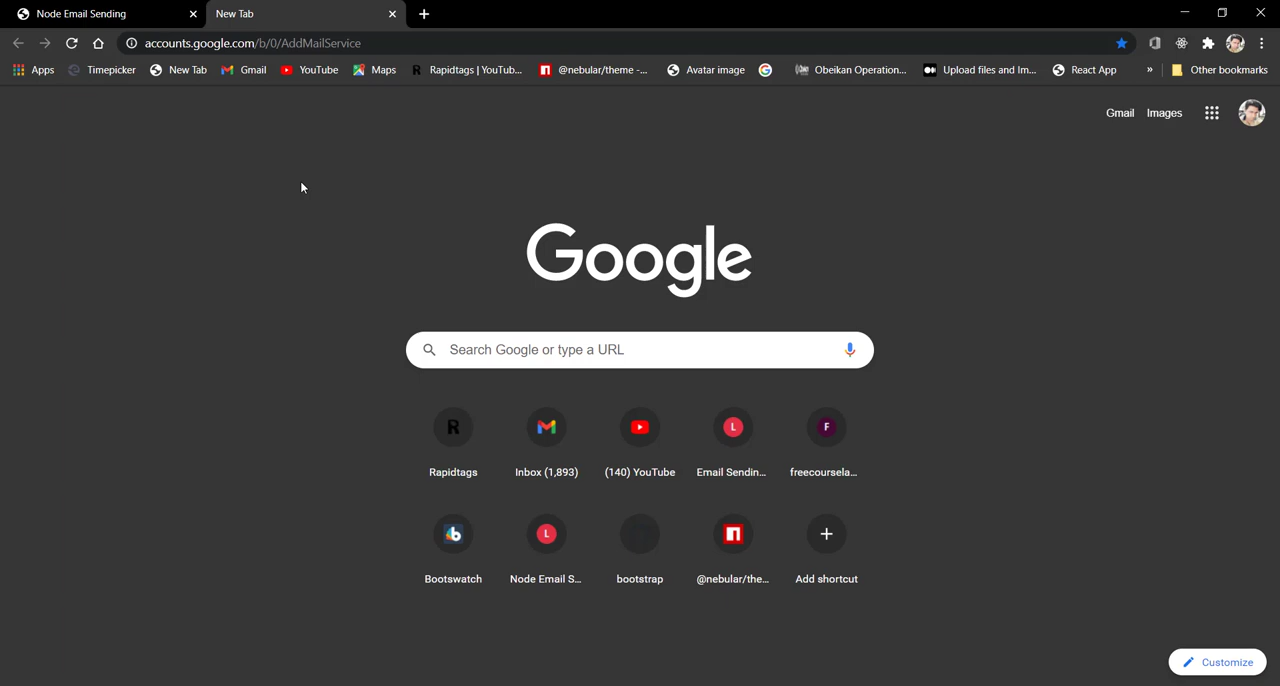 Node Email Sending
New Tab
accounts.google.com/b/0/AddMailService
Apps
Timepicker
New Tab
Gmail
YouTube
Maps
R Rapidtags | YouTub...
@nebular/theme -...
Avatar image
Obeikan Operation...
Upload files and Im...
React App
»
Other bookmarks
Gmail Images
Google
Search Google or type a URL
R
L
F
Rapidtags
Inbox (1,893)
(140) YouTube
Email Sendin...
freecoursela...
b
L
Bootswatch
Node Email S...
bootstrap
@nebular/the...
Add shortcut
Customize